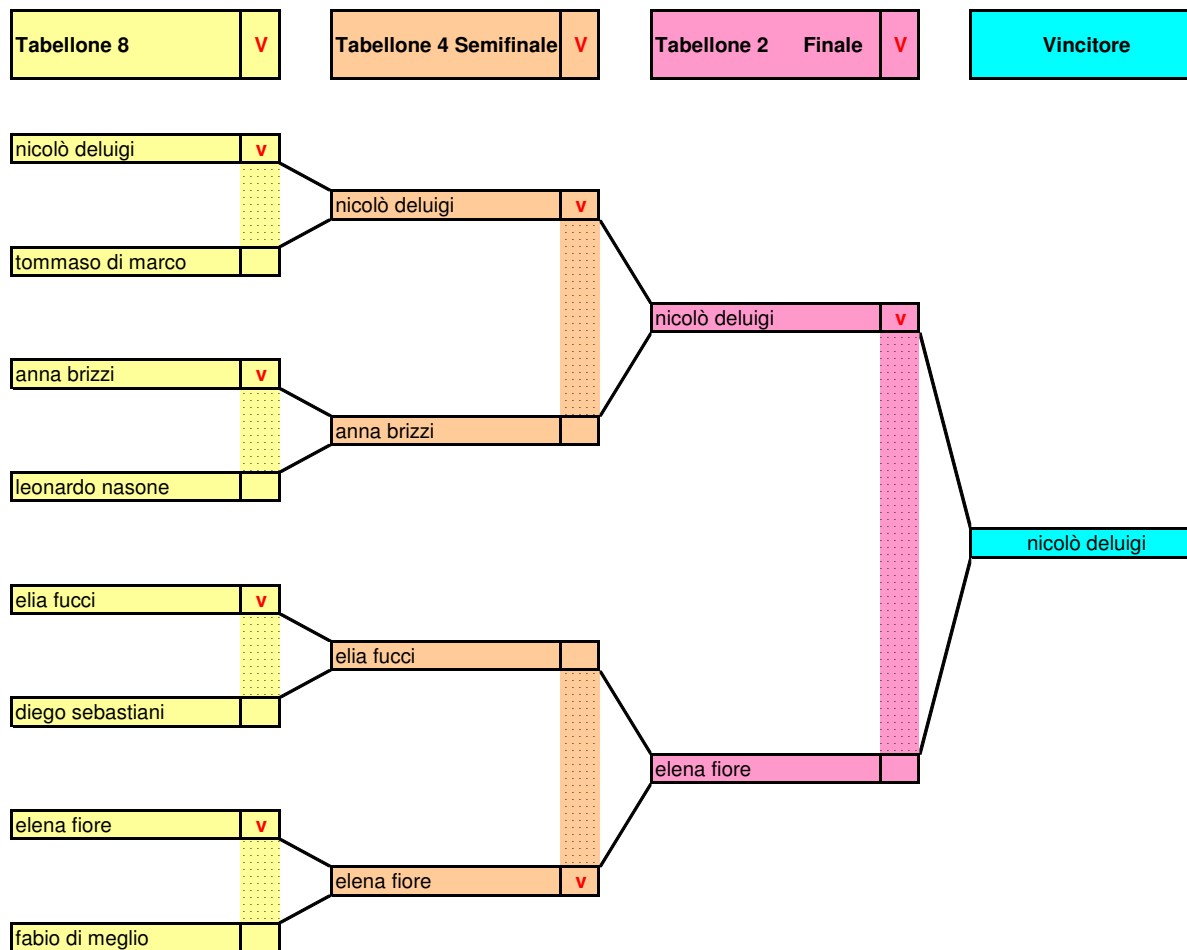 Tabellone 8 V Tabellone 4 Semifinale V Tabellone 2 Finale V Vincitore
nicolò deluigi v
nicolò deluigi v
tommaso di marco
nicolò deluigi v
anna brizzi v
anna brizzi
leonardo nasone
nicolò deluigi
elia fucci v
elia fucci
diego sebastiani
elena fiore
elena fiore v
elena fiore v
fabio di meglio